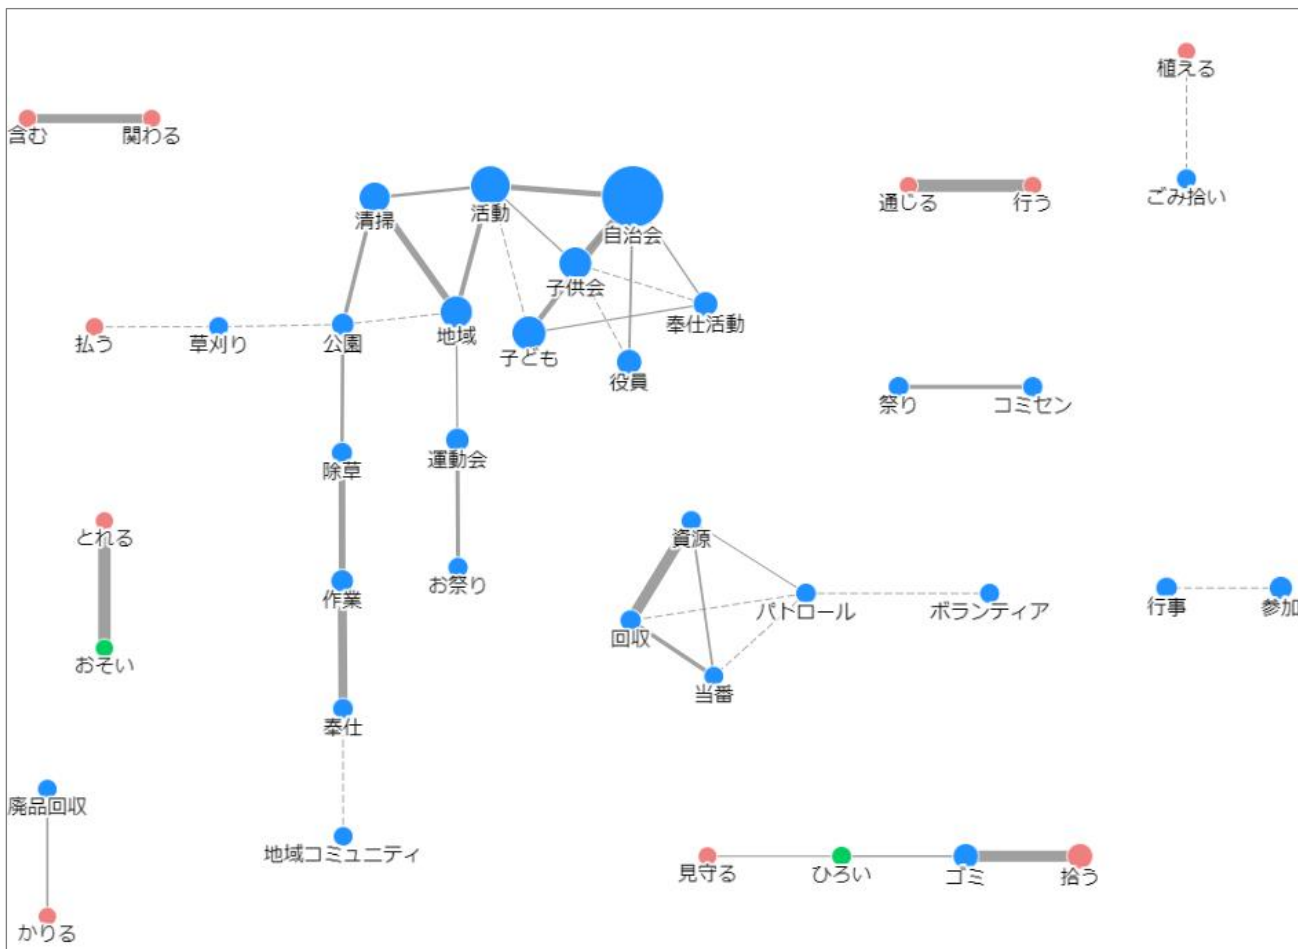 植える
含む
関わる
清掃
活動
自治会
通じる
行う
ごみ拾い
子供会
奉仕活動
払う
草刈り
公園
地域
子ども
役員
祭り
コミセン
除草
運動会
とれる
資源
お祭り
作業
パトロール
ボランティア
行事
参加
回収
おそい
当番
奉仕
廃品回収
地域コミュニティ
見守る
ひろい
ゴミ
拾う
かりる